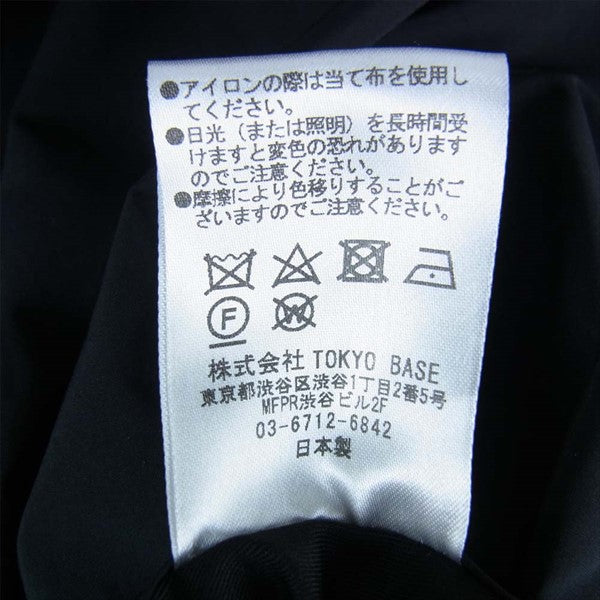 ●アイロンの際は当て布を使用し
てください。
●日光（または照明）を長時間受
けますと変色の恐れがあります
のでご注意ください。
●摩擦により色移りすることがご
ざいますのでご注意ください。
F W
株式会社 TOKYO BASE
東京都渋谷区渋谷1丁目2番5号
MFPR渋谷ビル2F
03-6712-6842
日本製